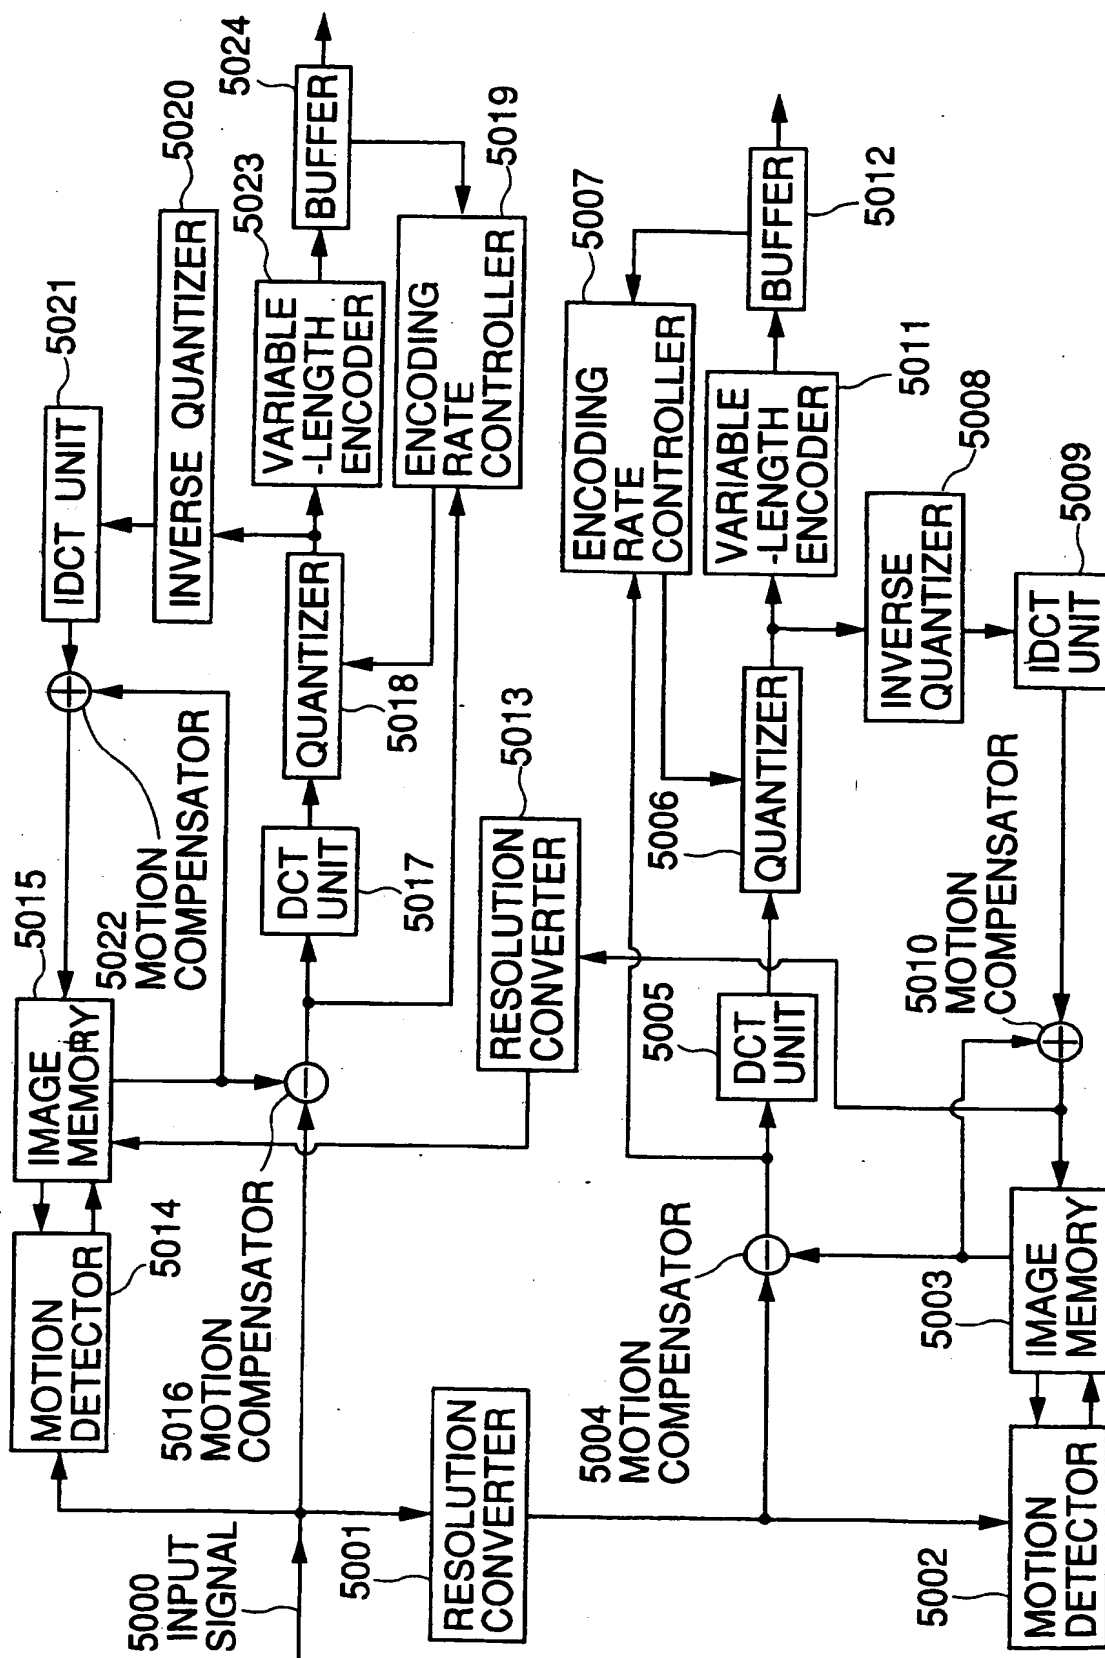 5000
INPUT
SIGNAL
MOTION
DETECTOR
5014
IMAGE
MEMORY
5015
5022
MOTION
COMPENSATOR
IDCT UNIT
5021
INVERSE QUANTIZER
5020
5016
MOTION
COMPENSATOR
DCT
UNIT
5017
QUANTIZER
5018
VARIABLE
-LENGTH
ENCODER
5023
BUFFER
5024
ENCODING
RATE
CONTROLLER
5019
5001
RESOLUTION
CONVERTER
RESOLUTION
CONVERTER
5013
5004
MOTION
COMPENSATOR
5005
DCT
UNIT
5006
QUANTIZER
ENCODING
RATE
CONTROLLER
5007
VARIABLE
-LENGTH
ENCODER
5011
BUFFER
5012
INVERSE
QUANTIZER
5008
IDCT
UNIT
5009
5010
MOTION
COMPENSATOR
5003
IMAGE
MEMORY
5002
MOTION
DETECTOR